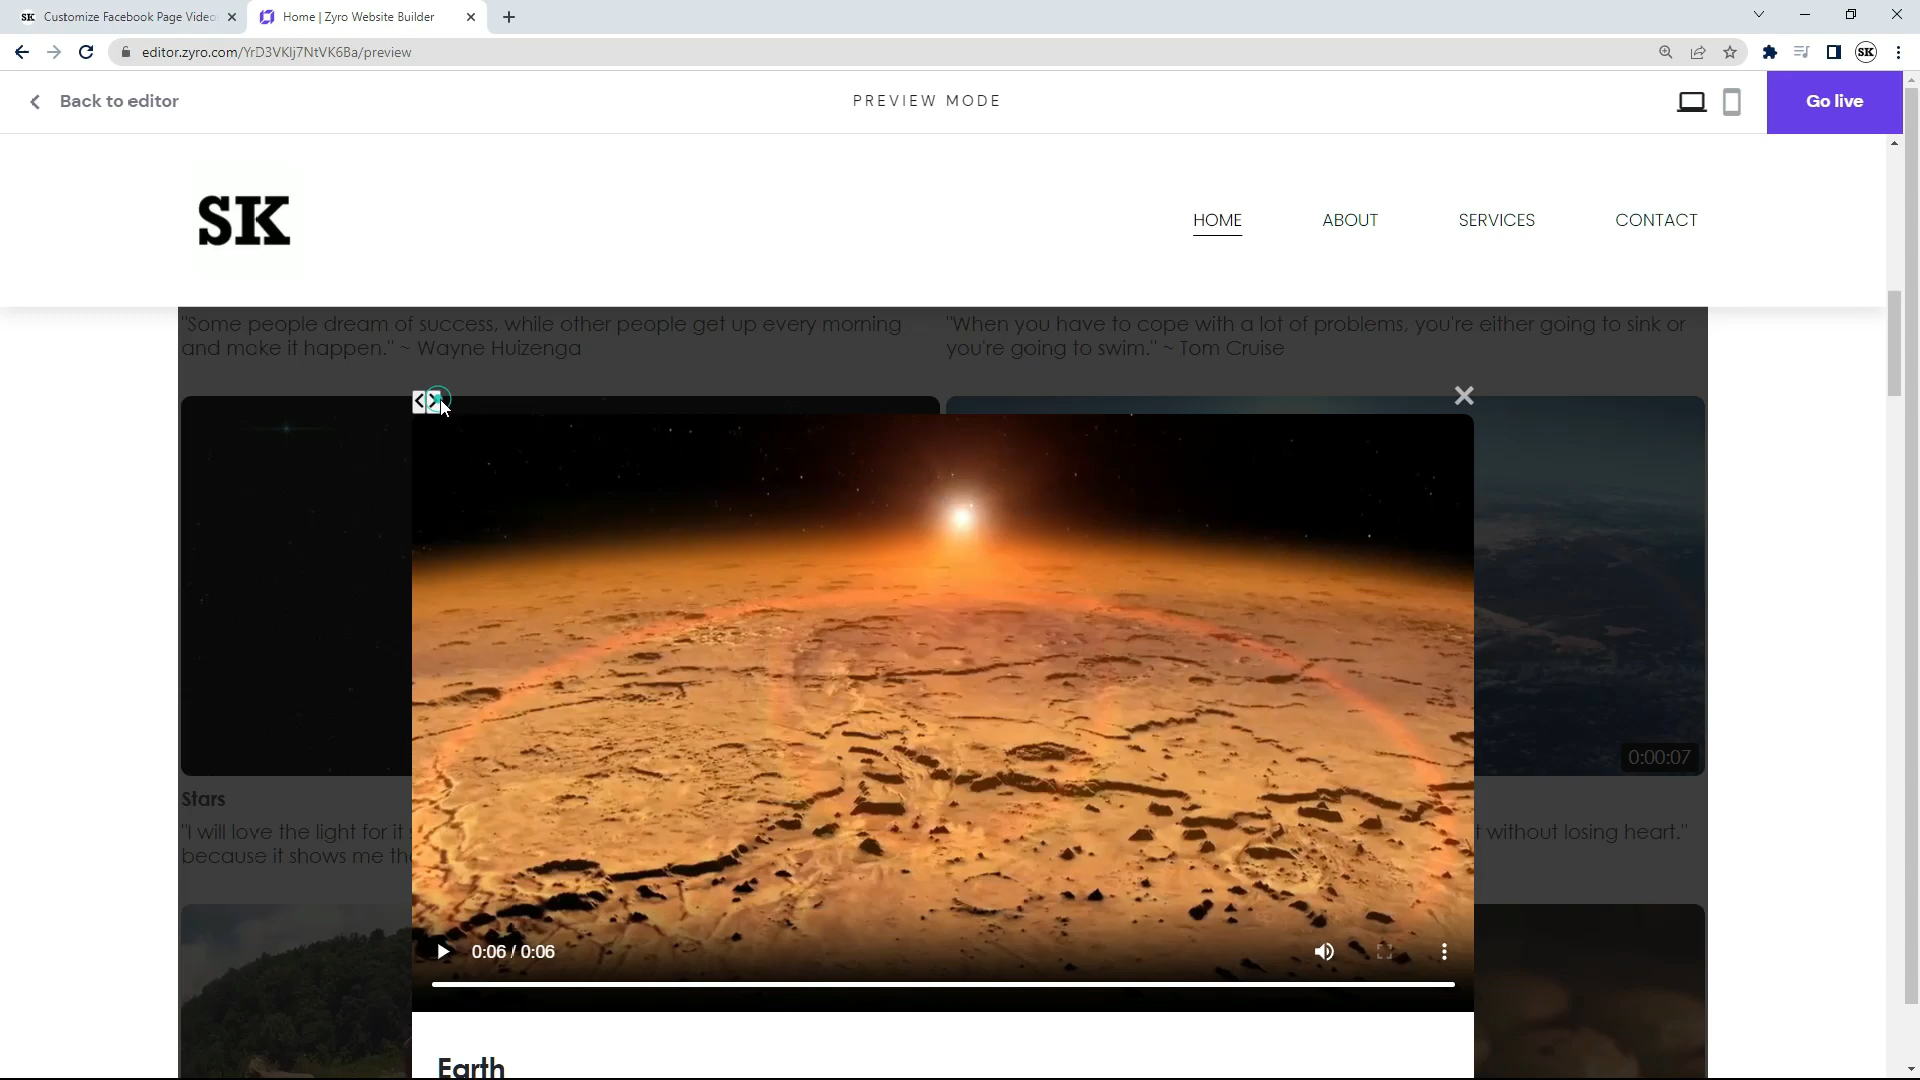 SK Customize Facebook Page Video
Home | Zyro Website Builder
editor.zyro.com/YrD3VKlj7NtVK6Ba/preview
SK
Back to editor
PREVIEW MODE
Go live
SK
HOME
ABOUT
SERVICES
CONTACT
"Some people dream of success, while other people get up every morning
and make it happen." ~ Wayne Huizenga
"When you have to cope with a lot of problems, you're either going to sink or
you're going to swim." ~ Tom Cruise
0:00:07
Stars
"I will love the light for it
because it shows me the
t without losing heart."
0:06 / 0:06
Earth